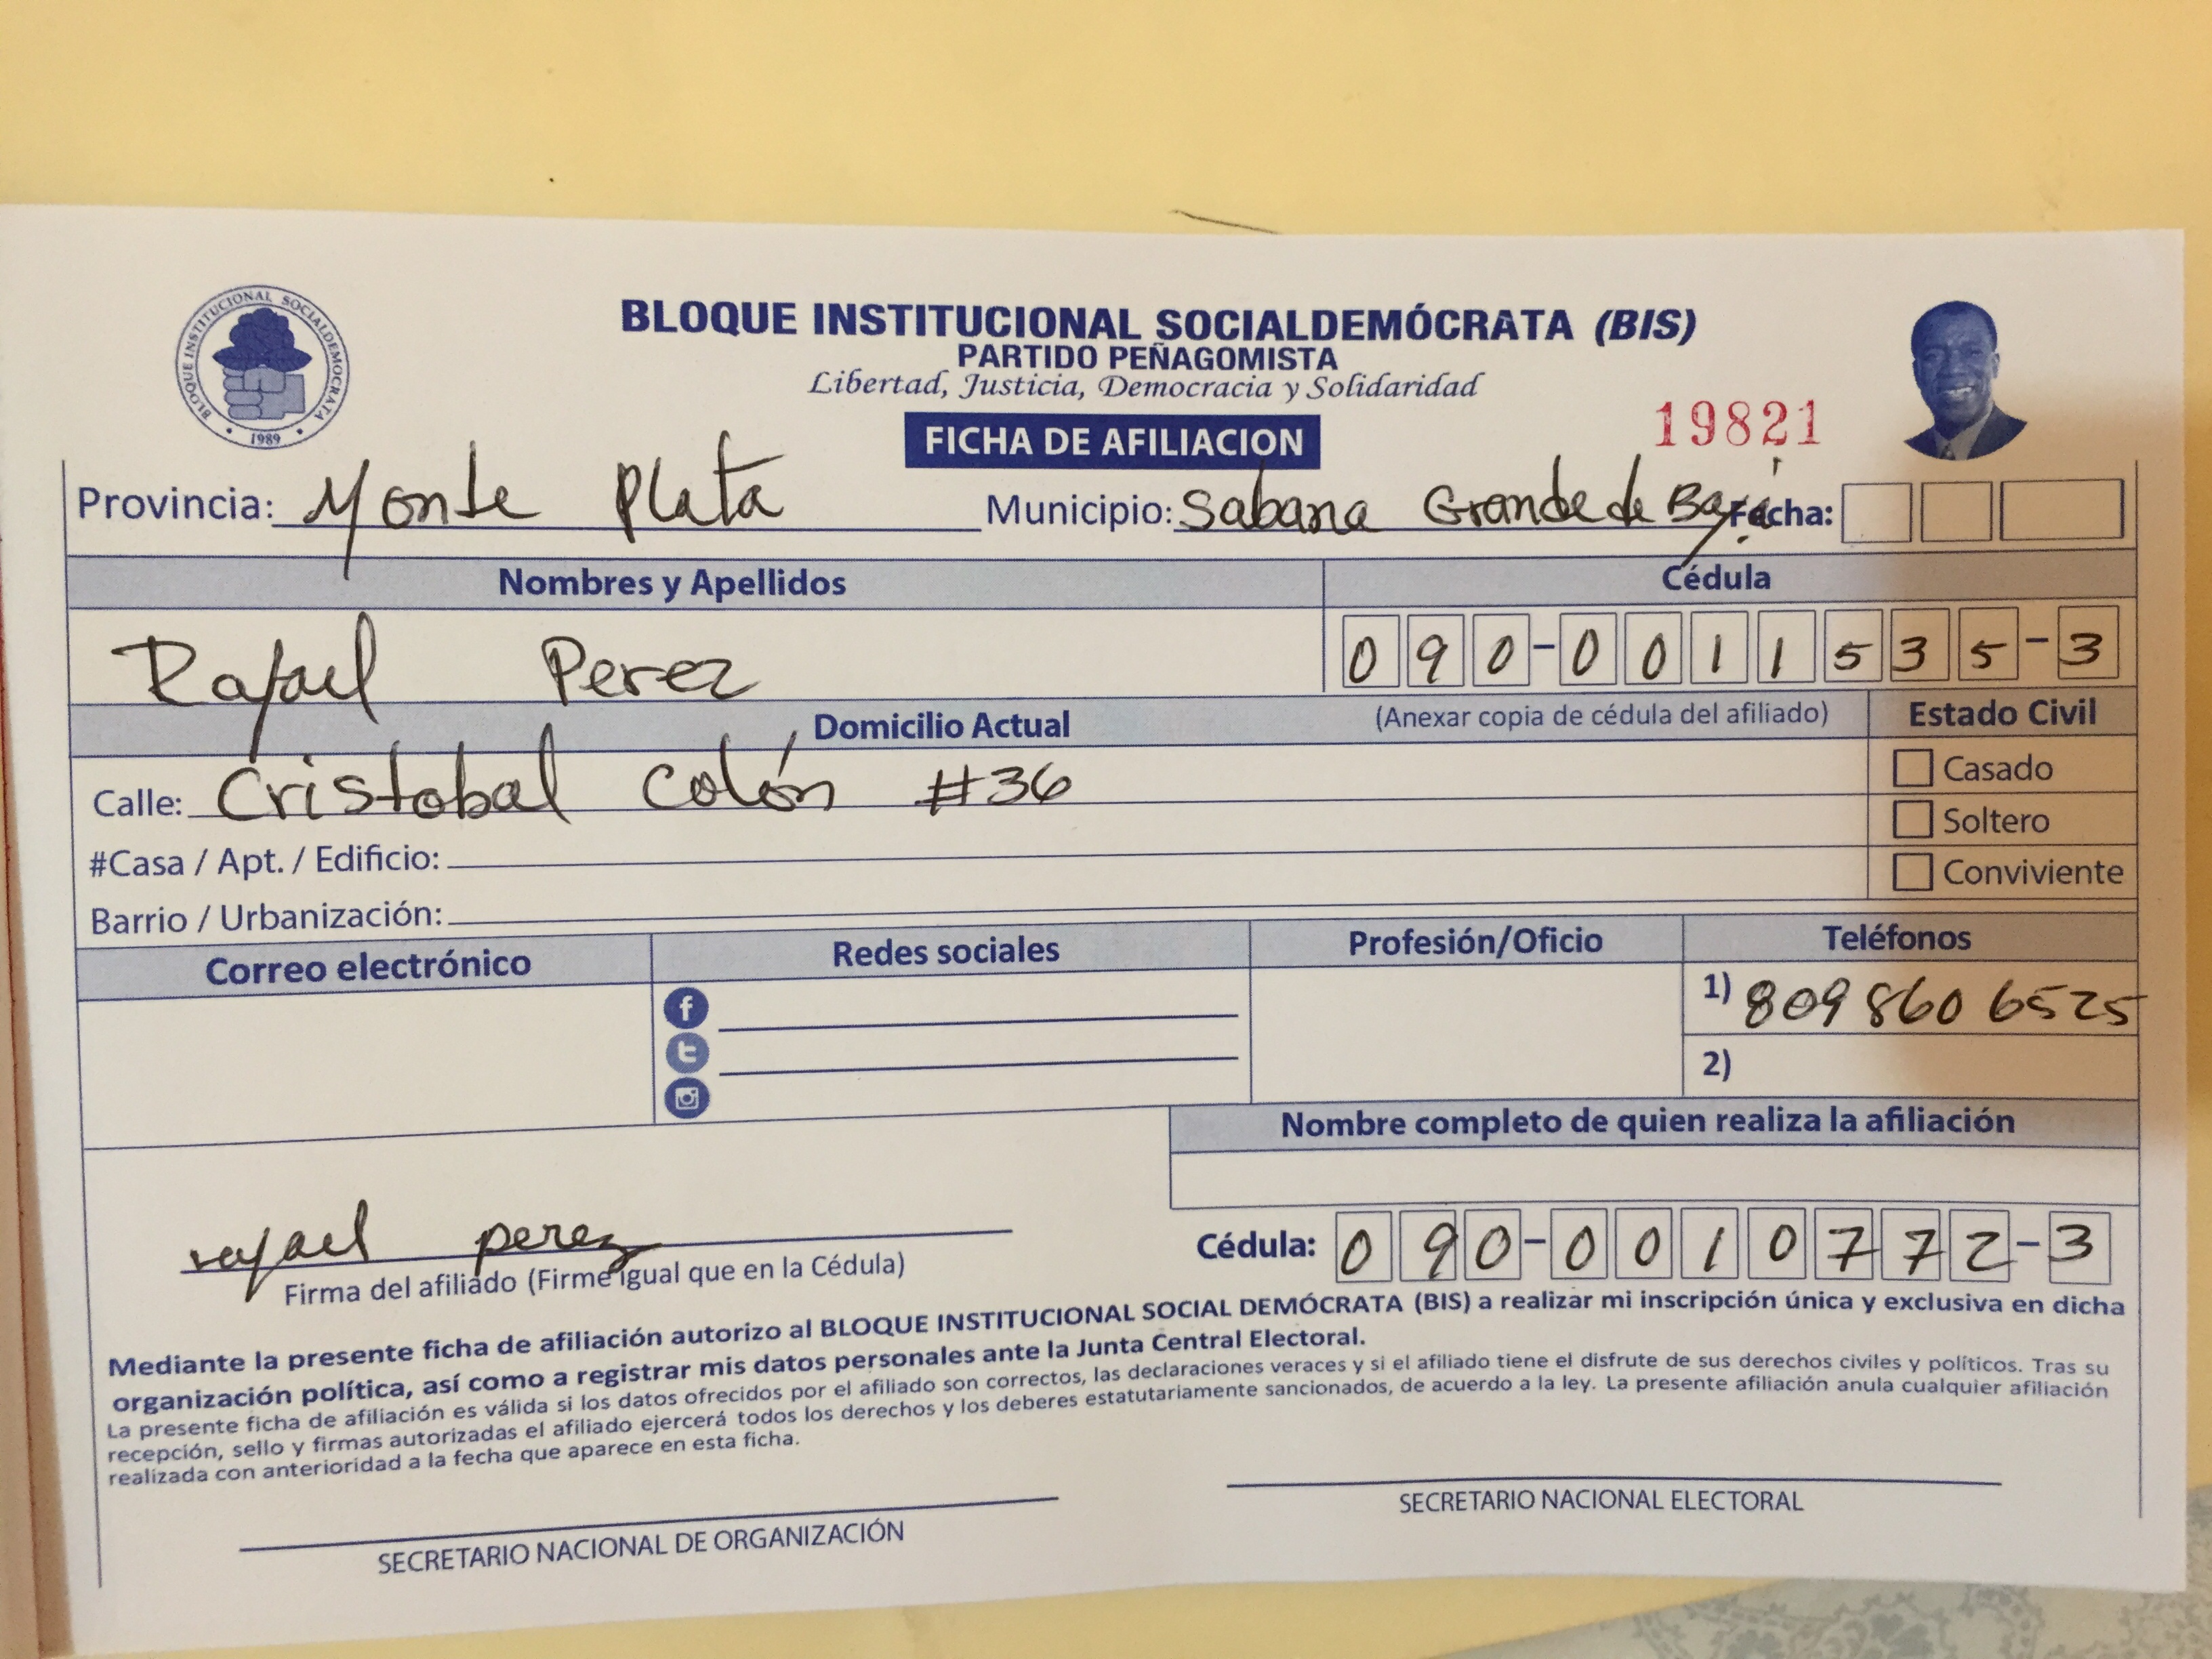 BLOQUE INSTITUCIONAL SOCIALDEMOCRATA
1989
BLOQUE INSTITUCIONAL SOCIALDEMÓCRATA (BIS)
PARTIDO PEÑAGOMISTA
Libertad, Justicia, Democracia y Solidaridad
FICHA DE AFILIACION
19821
Provincia: Monte Plata Municipio: Sabana Grande de Boyá Fecha:
Nombres y Apellidos Cédula
Rafael Perez 090-0011535-3
Domicilio Actual (Anexar copia de cédula del afiliado) Estado Civil
Calle: Cristobal Colón #36
Casado
#Casa / Apt. / Edificio:
Soltero
Barrio / Urbanización:
Conviviente
Correo electrónico Redes sociales Profesión/Oficio Teléfonos
1) 809 860 6525
2)
Nombre completo de quien realiza la afiliación
rafael perez
Cédula: 090-0010772-3
Firma del afiliado (Firme igual que en la Cédula)
Mediante la presente ficha de afiliación autorizo al BLOQUE INSTITUCIONAL SOCIAL DEMÓCRATA (BIS) a realizar mi inscripción única y exclusiva en dicha
organización política, así como a registrar mis datos personales ante la Junta Central Electoral.
La presente ficha de afiliación es válida si los datos ofrecidos por el afiliado son correctos, las declaraciones veraces y si el afiliado tiene el disfrute de sus derechos civiles y políticos. Tras su
recepción, sello y firmas autorizadas el afiliado ejercerá todos los derechos y los deberes estatutariamente sancionados, de acuerdo a la ley. La presente afiliación anula cualquier afiliación
realizada con anterioridad a la fecha que aparece en esta ficha.
SECRETARIO NACIONAL DE ORGANIZACIÓN
SECRETARIO NACIONAL ELECTORAL